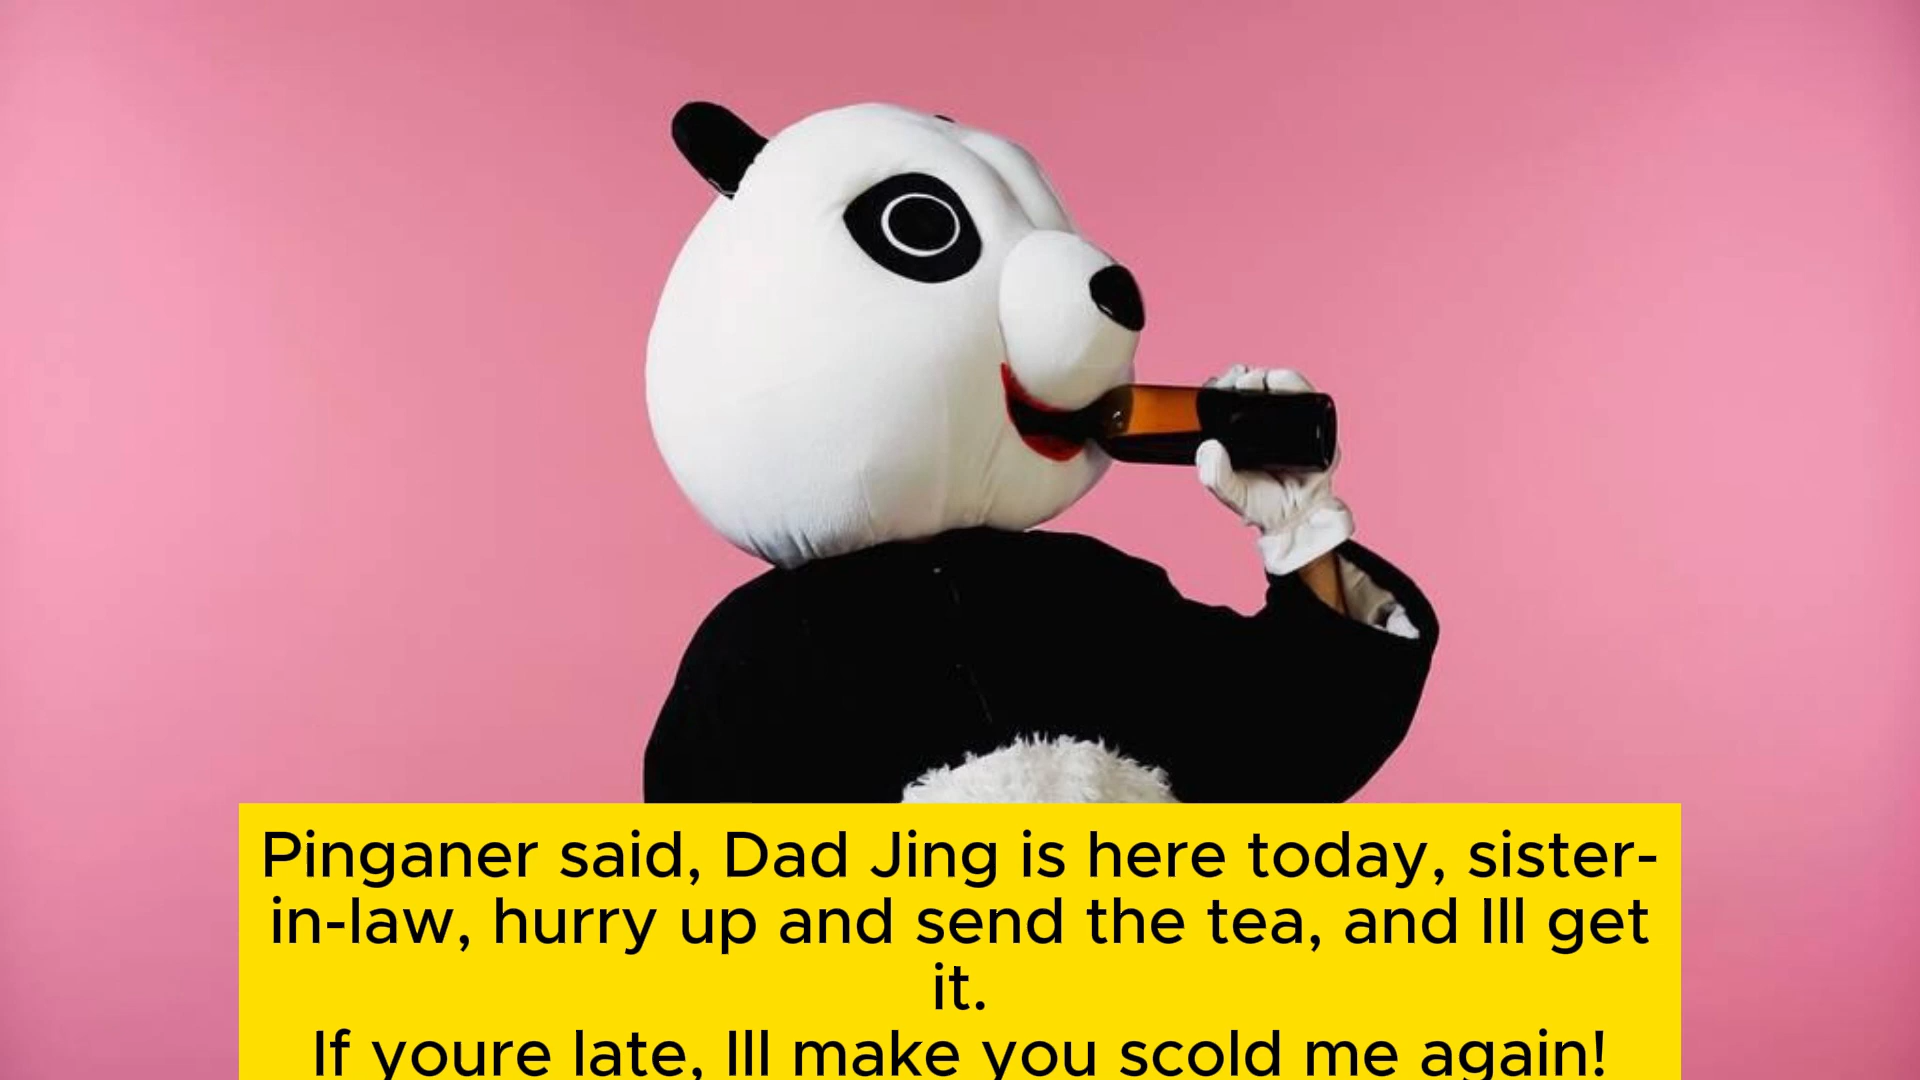 Pinganer said, Dad Jing is here today, sister-
in-law, hurry up and send the tea, and Ill get
it.
If youre late, Ill make you scold me again!